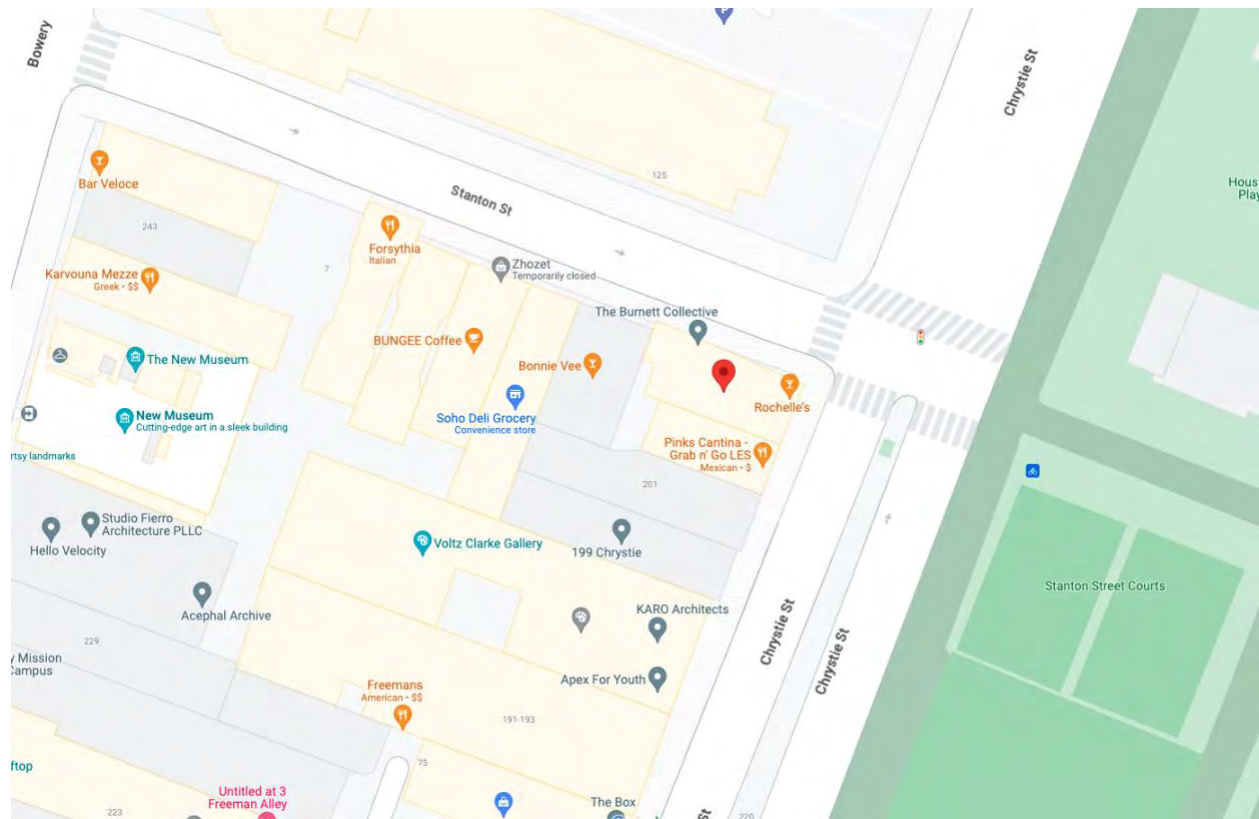 Bowery
P
Chrystie St
Bar Veloce
125
Hous
Play
Stanton St
243
Forsythia
Italian
7
Zhozet
Temporarily closed
Karvouna Mezze
Greek • $$
The Burnett Collective
BUNGEE Coffee
The New Museum
Bonnie Vee
Rochelle's
New Museum
Cutting-edge art in a sleek building
Soho Deli Grocery
Convenience store
Pinks Cantina -
Grab n' Go LES
Mexican • $
rtsy landmarks
201
Studio Fierro
Architecture PLLC
Hello Velocity
Voltz Clarke Gallery
199 Chrystie
Stanton Street Courts
Acephal Archive
KARO Architects
Chrystie St
229
y Mission
Campus
Apex For Youth
Chrystie St
Freemans
American • $$
191-193
75
ftop
Untitled at 3
Freeman Alley
223
The Box
St
220